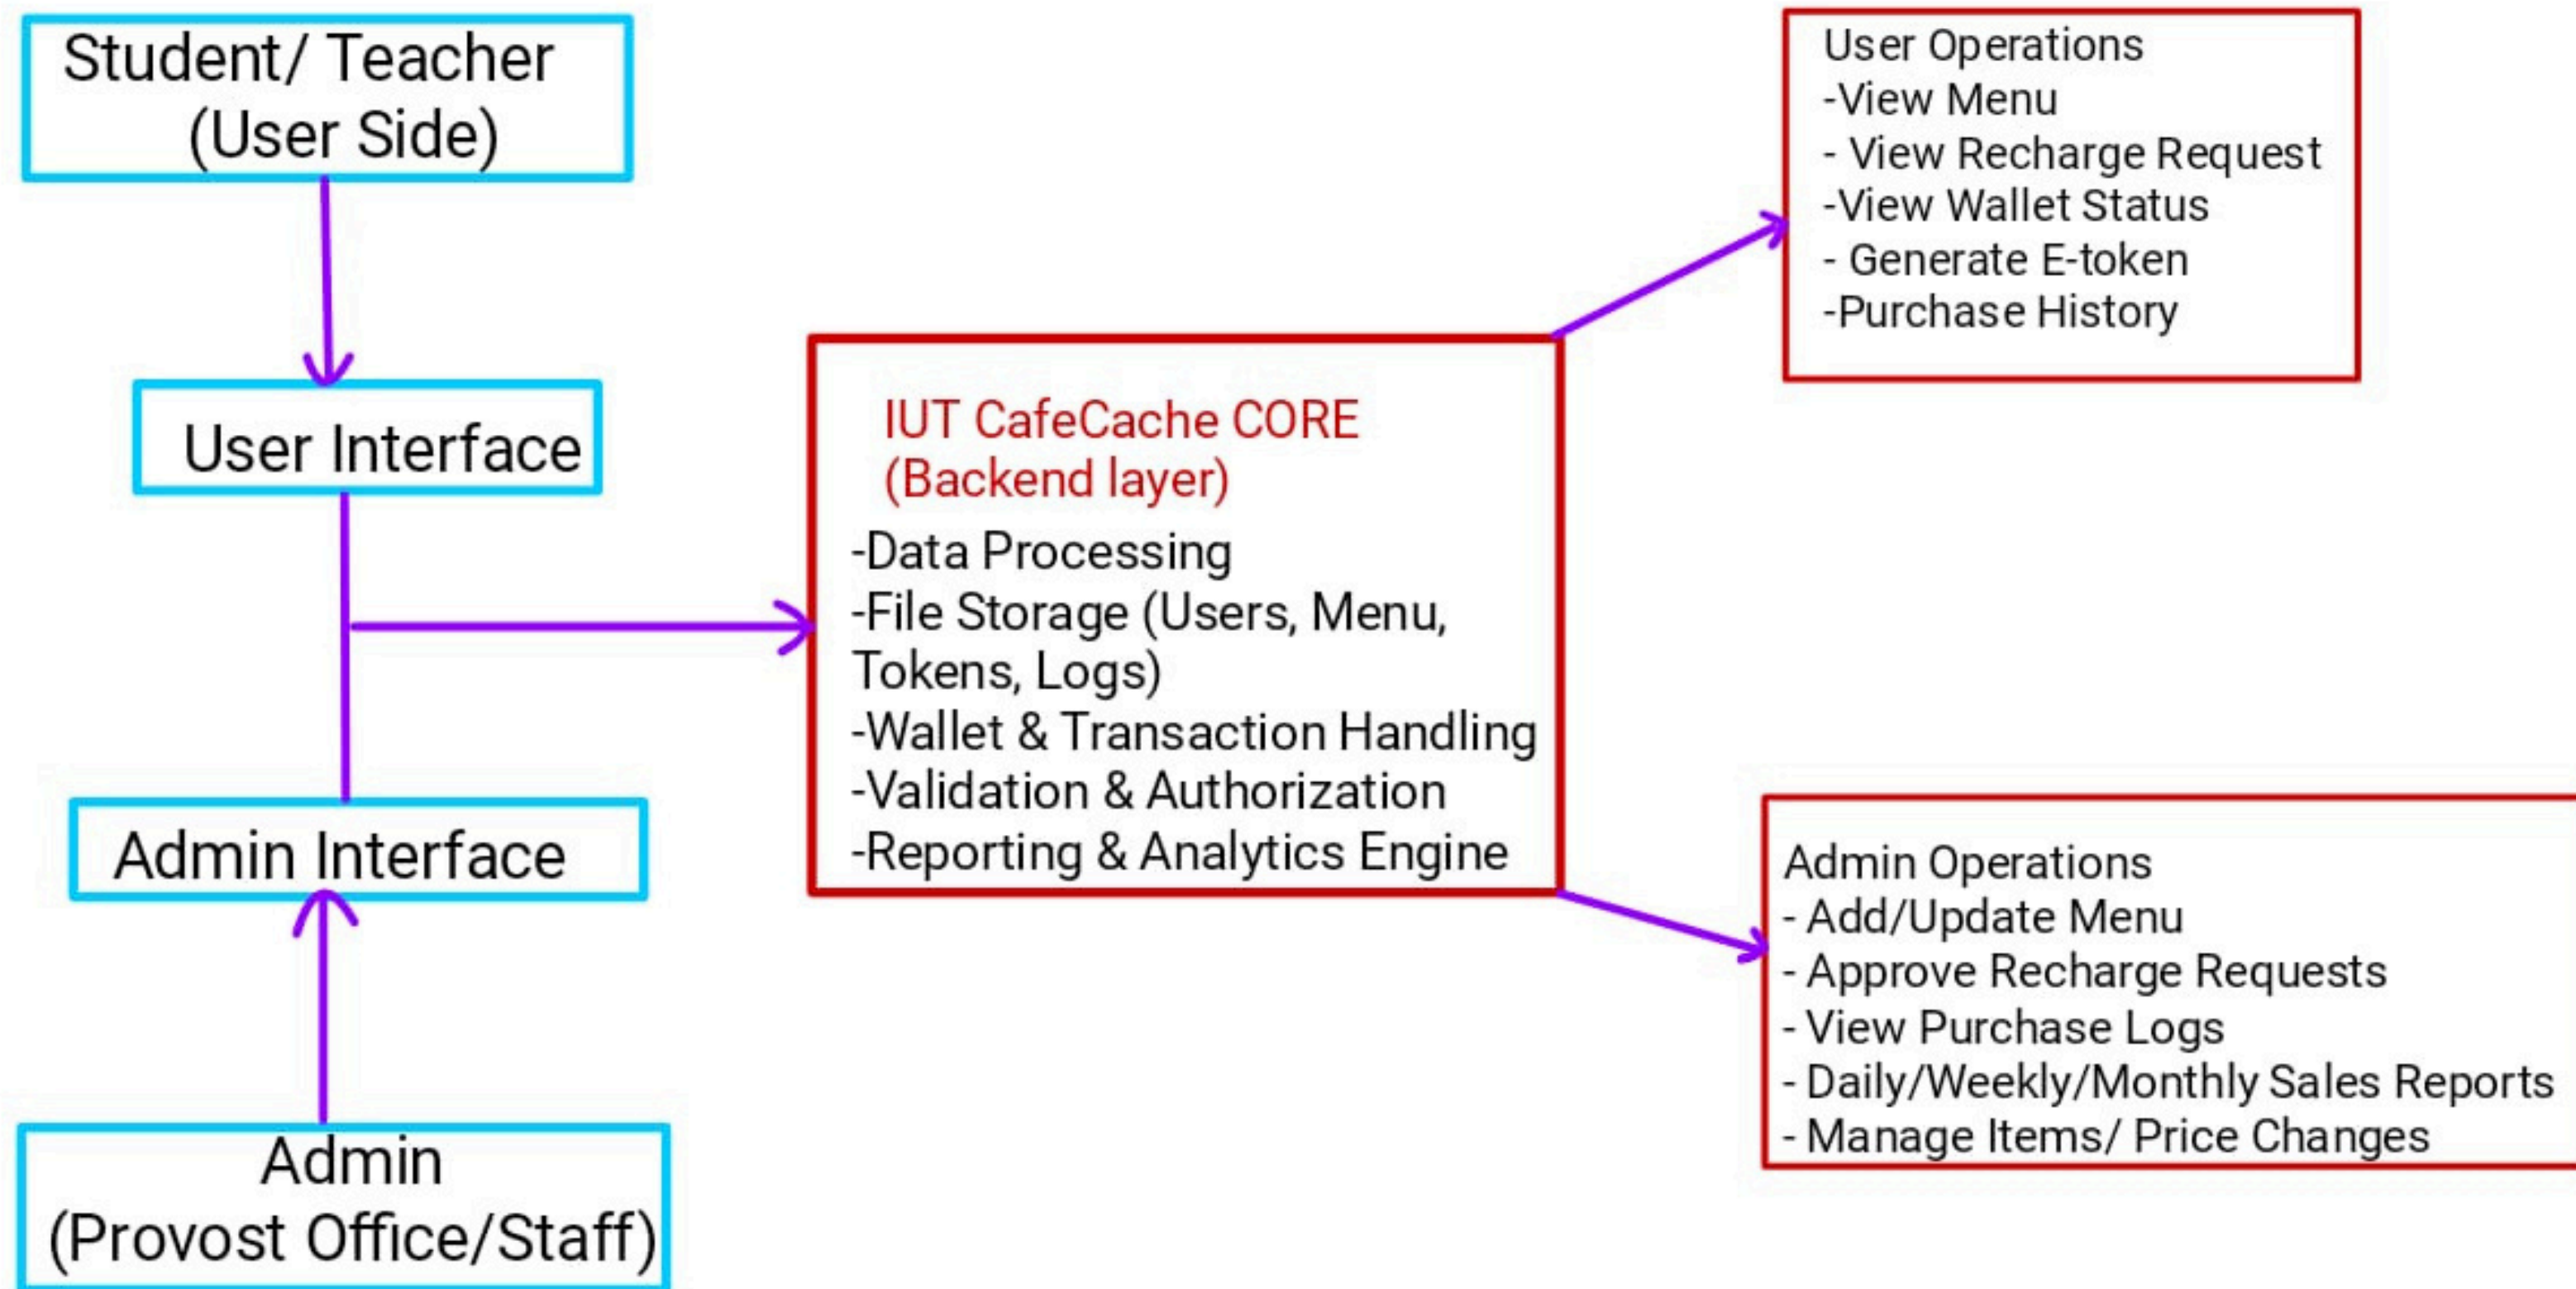 Student/ Teacher
(User Side)
User Interface
Admin Interface
Admin
(Provost Office/Staff)
IUT CafeCache CORE
(Backend layer)
-Data Processing
-File Storage (Users, Menu,
Tokens, Logs)
-Wallet & Transaction Handling
-Validation & Authorization
-Reporting & Analytics Engine
User Operations
-View Menu
- View Recharge Request
-View Wallet Status
- Generate E-token
-Purchase History
Admin Operations
- Add/Update Menu
- Approve Recharge Requests
- View Purchase Logs
- Daily/Weekly/Monthly Sales Reports
- Manage Items/ Price Changes